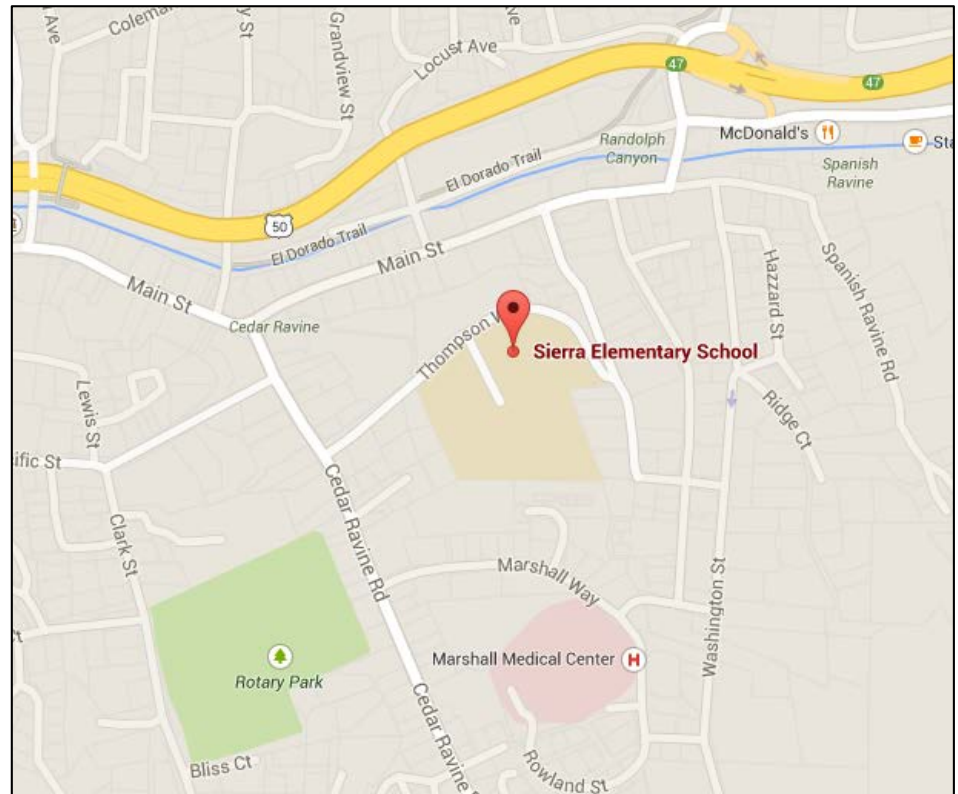 Coleman
y St
Ave
n Ave
Grandview St
Locust Ave
47
47
McDonald's
Sta
Randolph
Canyon
Spanish
Ravine
El Dorado Trail
50
El Dorado Trail
Main St
Main St
Cedar Ravine
Hazzard St
Spanish Ravine Rd
Thompson W
Sierra Elementary School
Lewis St
Ridge Ct
ific St
Cedar Ravine Rd
Clark St
Marshall Way
Washington St
Ct
Marshall Medical Center
H
Rotary Park
Cedar Ravine
Bliss Ct
Rowland St